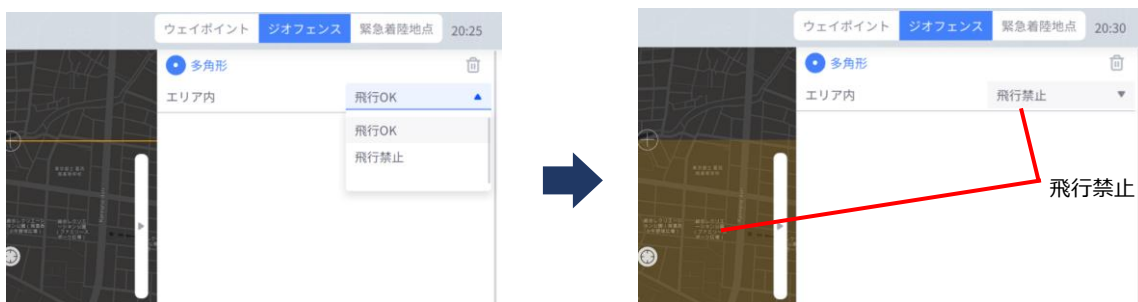 ウェイポイント ジオフェンス 緊急着陸地点 20:25
多角形
エリア内 飛行OK
飛行OK
飛行禁止
ウェイポイント ジオフェンス 緊急着陸地点 20:30
多角形
エリア内 飛行禁止
飛行禁止